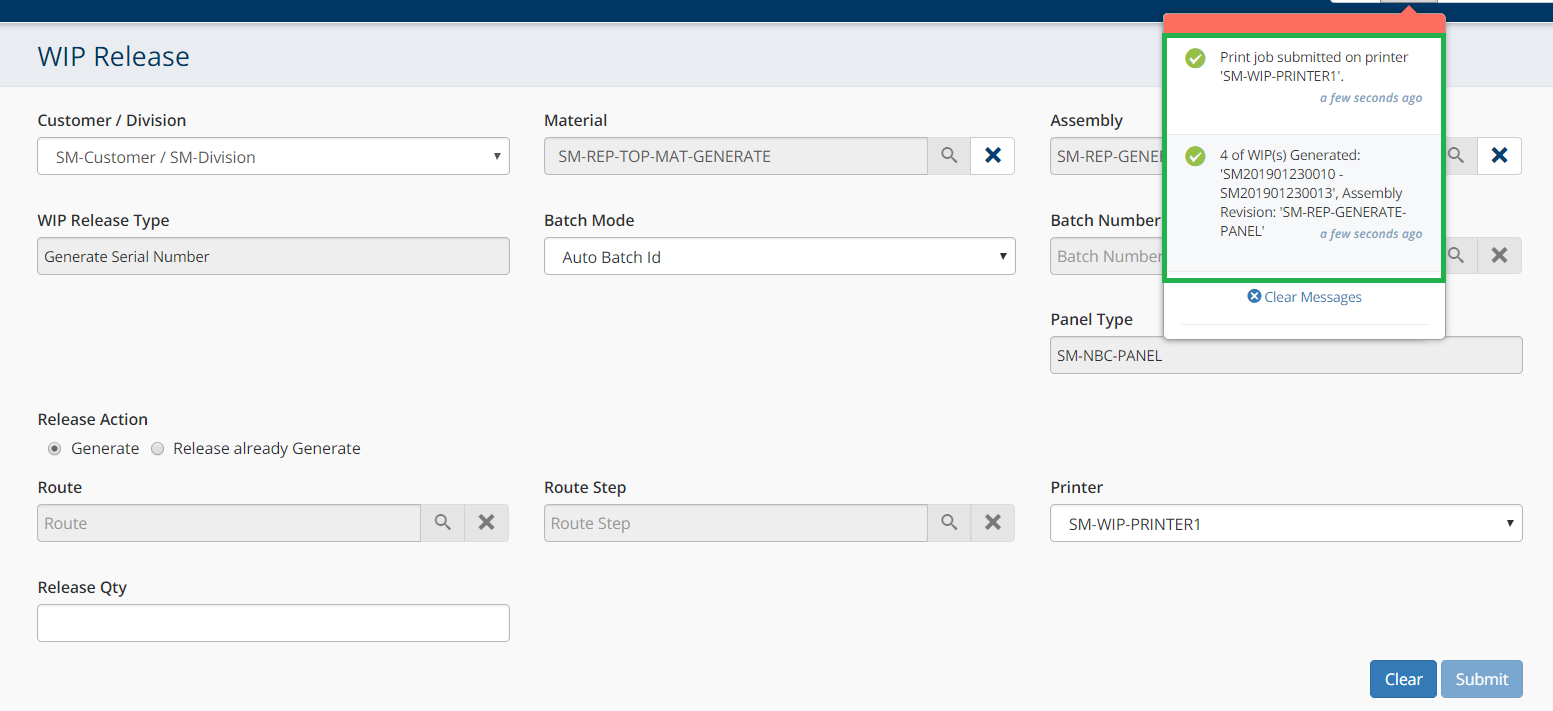 WIP Release
Print job submitted on printer
'SM-WIP-PRINTER1'.
a few seconds ago
4 of WIP(s) Generated:
'SM201901230010 -
SM201901230013', Assembly
Revision: 'SM-REP-GENERATE-
PANEL'
a few seconds ago
Clear Messages
Customer / Division
Material
Assembly
SM-Customer / SM-Division
SM-REP-TOP-MAT-GENERATE
SM-REP-GENE
WIP Release Type
Batch Mode
Batch Number
Generate Serial Number
Auto Batch Id
Batch Number
Panel Type
SM-NBC-PANEL
Release Action
Generate
Release already Generate
Route
Route Step
Printer
Route
Route Step
SM-WIP-PRINTER1
Release Qty
Clear
Submit